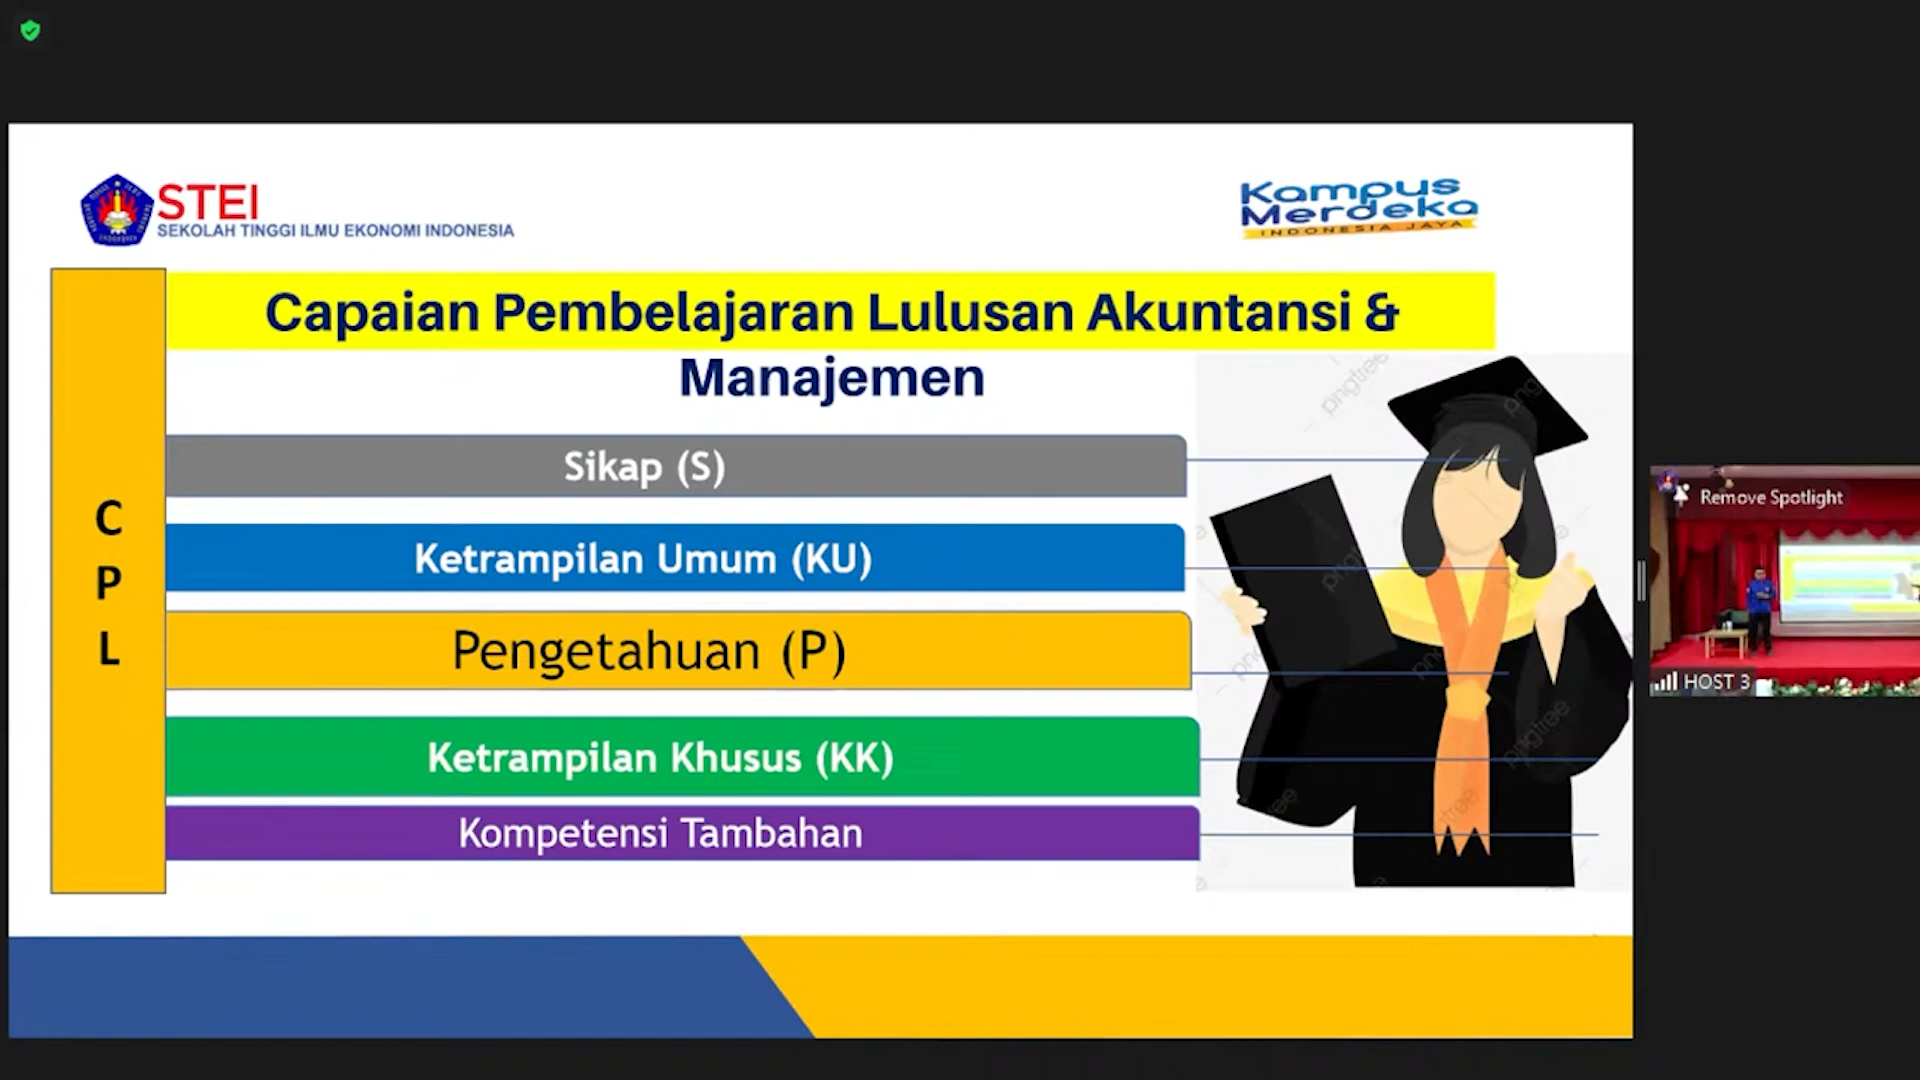 STEI
SEKOLAH TINGGI ILMU EKONOMI INDONESIA
Kampus
Merdeka
INDONESIA JAYA
Capaian Pembelajaran Lulusan Akuntansi &
Manajemen
C
P
L
Sikap (S)
Ketrampilan Umum (KU)
Pengetahuan (P)
Ketrampilan Khusus (KK)
Kompetensi Tambahan
pngtree
Remove Spotlight
HOST 3